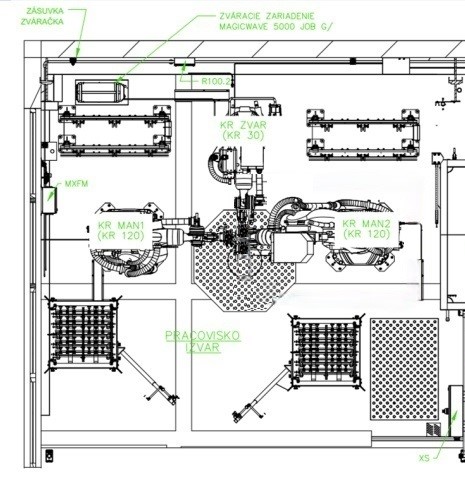 ZÁSUVKA
ZVÁRAČKA
ZVÁRACIE ZARIADENIE
MAGICWAVE 5000 JOB G/
R100.2
KR ZVAR
(KR 30)
MXFM
KR MAN1
(KR 120)
KR MAN2
(KR 120)
PRACOVISKO
IZVAR
XS